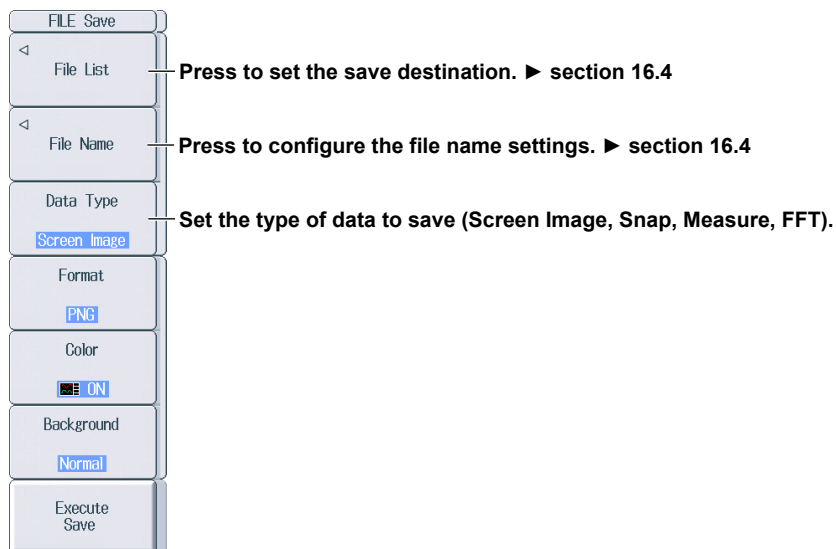 FILE Save
File List
Press to set the save destination. ► section 16.4
File Name
Press to configure the file name settings. ► section 16.4
Data Type
Set the type of data to save (Screen Image, Snap, Measure, FFT).
Screen Image
Format
PNG
Color
ON
Background
Normal
Execute
Save